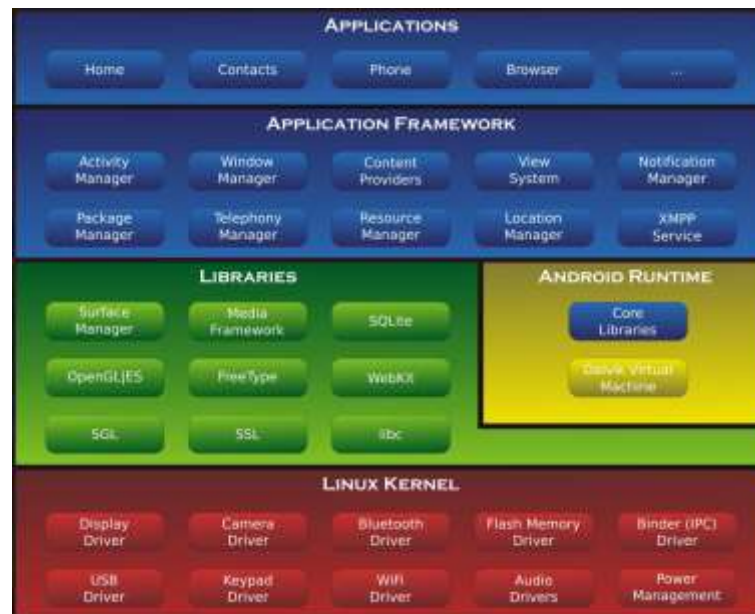 APPLICATIONS
Home
Contacts
Phone
Browser
...
APPLICATION FRAMEWORK
Activity
Manager
Window
Manager
Content
Providers
View
System
Notification
Manager
Package
Manager
Telephony
Manager
Resource
Manager
Location
Manager
XMPP
Service
LIBRARIES
Surface
Manager
Media
Framework
SQLite
OpenGL|ES
FreeType
WebKit
SGL
SSL
libc
ANDROID RUNTIME
Core
Libraries
Dalvik Virtual
Machine
LINUX KERNEL
Display
Driver
Camera
Driver
Bluetooth
Driver
Flash Memory
Driver
Binder (IPC)
Driver
USB
Driver
Keypad
Driver
WiFi
Driver
Audio
Drivers
Power
Management